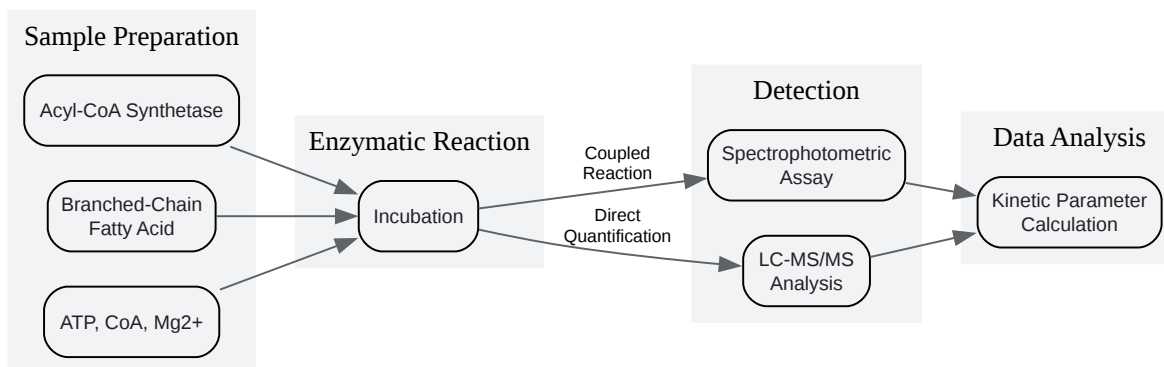 Sample Preparation
Acyl-CoA Synthetase
Branched-Chain
Fatty Acid
ATP, CoA, Mg2+
Enzymatic Reaction
Incubation
Coupled
Reaction
Direct
Quantification
Detection
Spectrophotometric
Assay
LC-MS/MS
Analysis
Data Analysis
Kinetic Parameter
Calculation